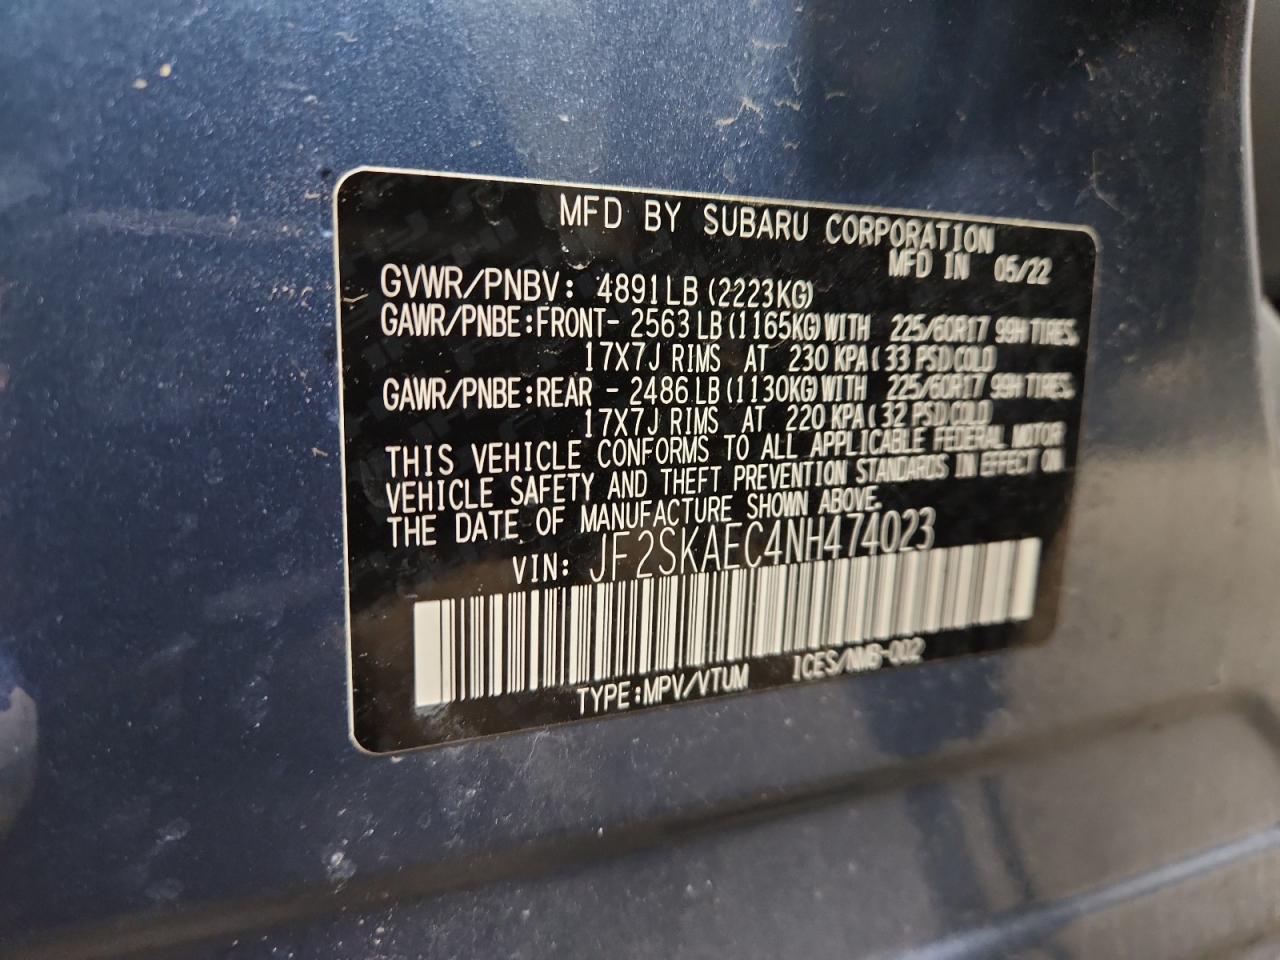 MFD BY SUBARU CORPORATION
MFD IN 05/22
GVWR/PNBV: 4891LB (2223KG)
GAWR/PNBE:FRONT- 2563 LB(1165KG)WITH 225/60R17 99H TIRES,
17X7J RIMS AT 230 KPA( 33 PSI)COLD
GAWR/PNBE:REAR - 2486 LB(1130KG)WITH 225/60R17 99H TIRES,
17X7J RIMS AT 220 KPA( 32 PSI)COLD
THIS VEHICLE CONFORMS TO ALL APPLICABLE FEDERAL MOTOR
VEHICLE SAFETY AND THEFT PREVENTION STANDARDS IN EFFECT ON
THE DATE OF MANUFACTURE SHOWN ABOVE.
VIN: JF2SKAEC4NH474023
TYPE:MPV/VTUM ICES/NMB-002